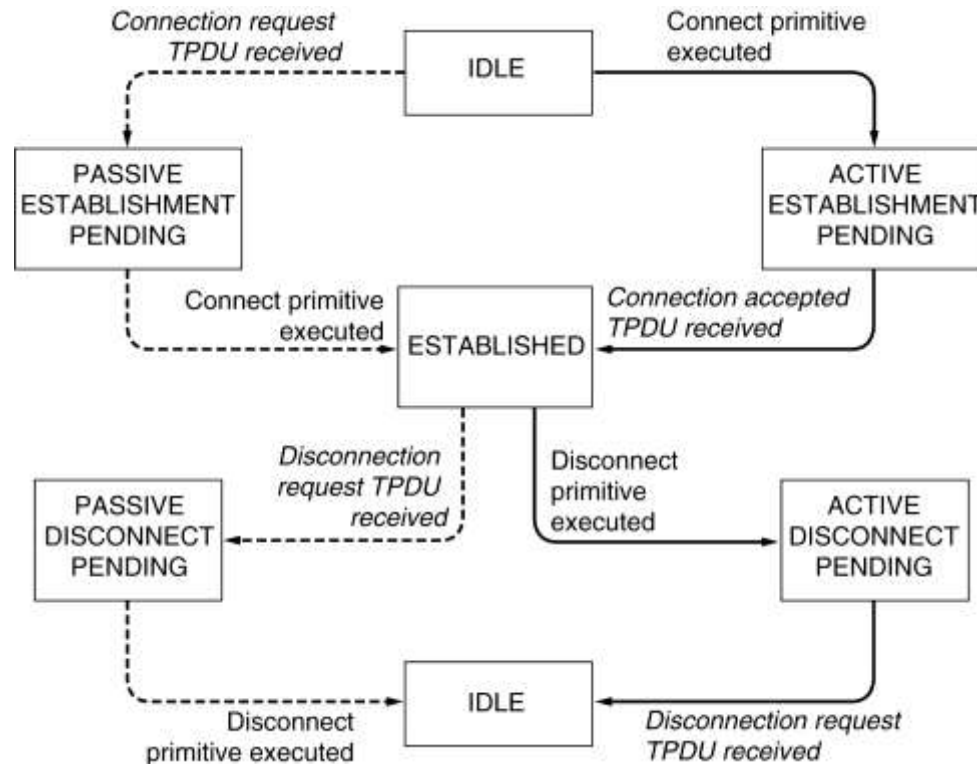 Connection request
TPDU received
IDLE
Connect primitive
executed
PASSIVE
ESTABLISHMENT
PENDING
ACTIVE
ESTABLISHMENT
PENDING
Connect primitive
executed
ESTABLISHED
Connection accepted
TPDU received
Disconnection
request TPDU
received
Disconnect
primitive
executed
PASSIVE
DISCONNECT
PENDING
ACTIVE
DISCONNECT
PENDING
IDLE
Disconnect
primitive executed
Disconnection request
TPDU received